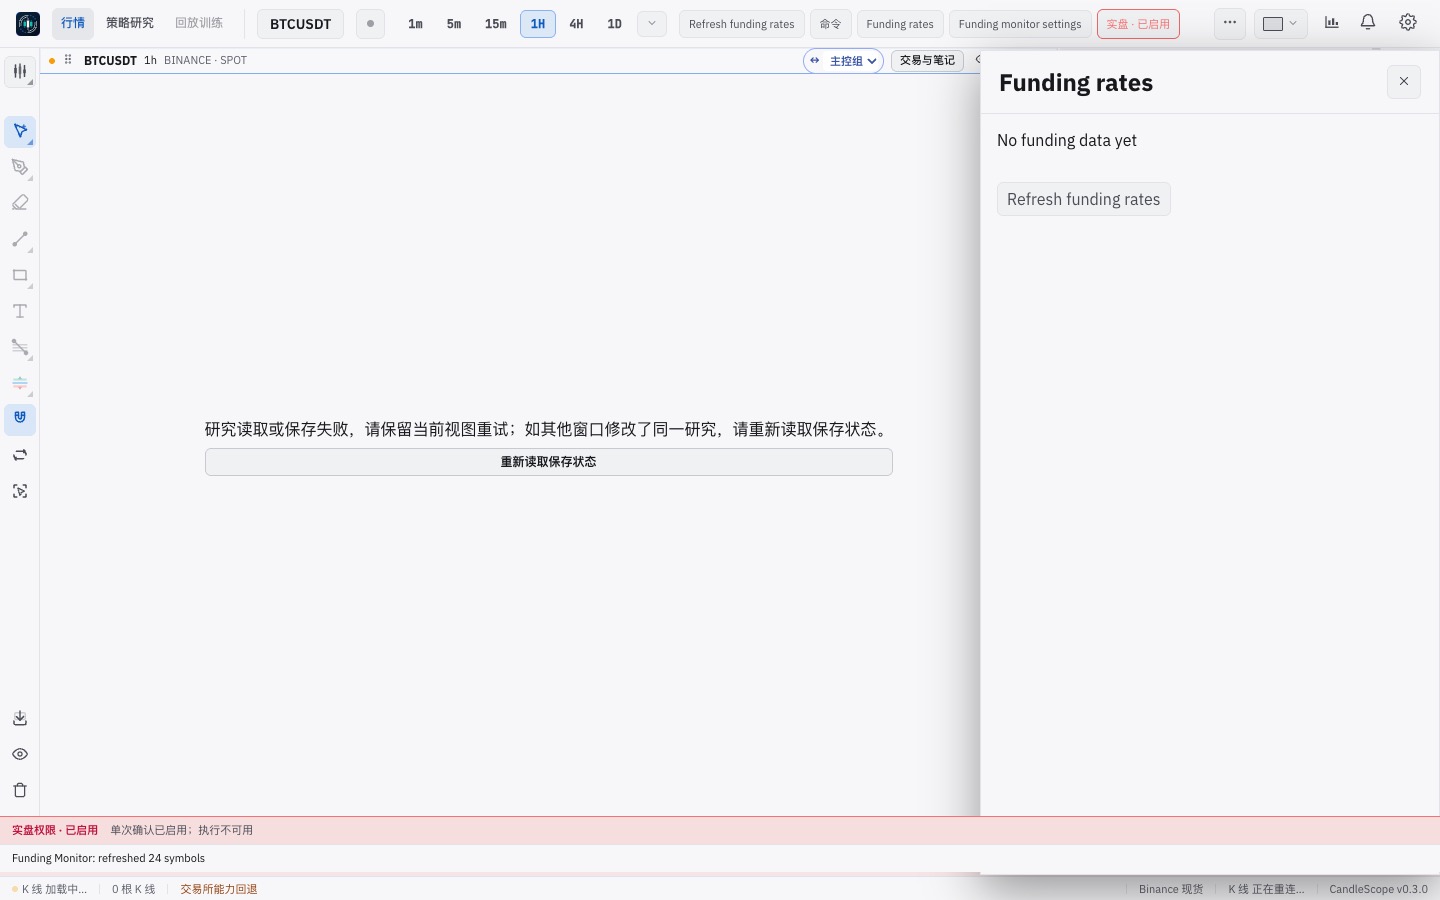 行情 策略研究 回放训练 BTCUSDT 1m 5m 15m 1H 4H 1D Refresh funding rates 命令 Funding rates Funding monitor settings 实盘 · 已启用
BTCUSDT 1h BINANCE · SPOT 主控组 交易与笔记
Funding rates
No funding data yet
Refresh funding rates
研究读取或保存失败，请保留当前视图重试；如其他窗口修改了同一研究，请重新读取保存状态。
重新读取保存状态
实盘权限 · 已启用 单次确认已启用；执行不可用
Funding Monitor: refreshed 24 symbols
K 线 加载中... 0 根 K 线 交易所能力回退 Binance 现货 K 线 正在重连... CandleScope v0.3.0